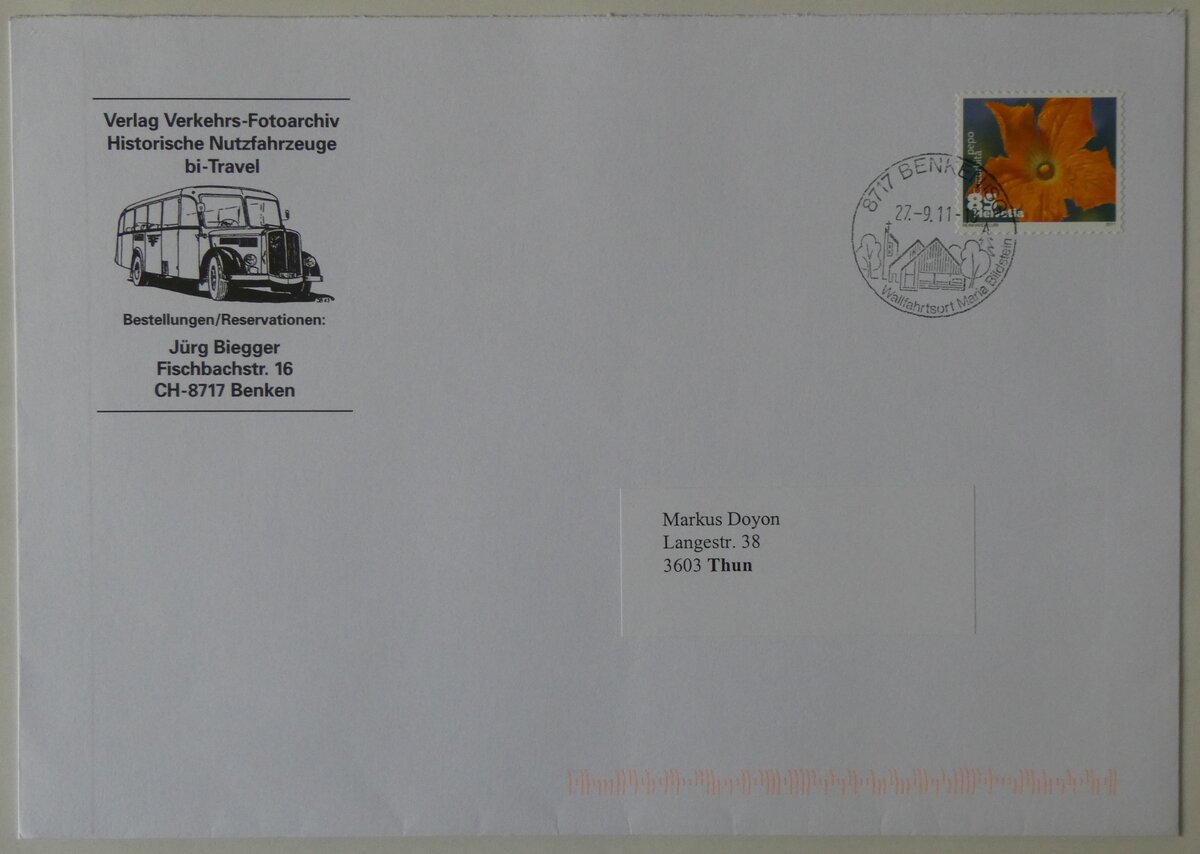 Verlag Verkehrs-Fotoarchiv
Historische Nutzfahrzeuge
bi-Travel
Bestellungen/Reservationen:
Jürg Biegger
Fischbachstr. 16
CH-8717 Benken
pepo
Helvetia
8717 BENKEN
27.-9.11-
Wallfahrtsort Maria Bildstein
Markus Doyon
Langestr. 38
3603 Thun